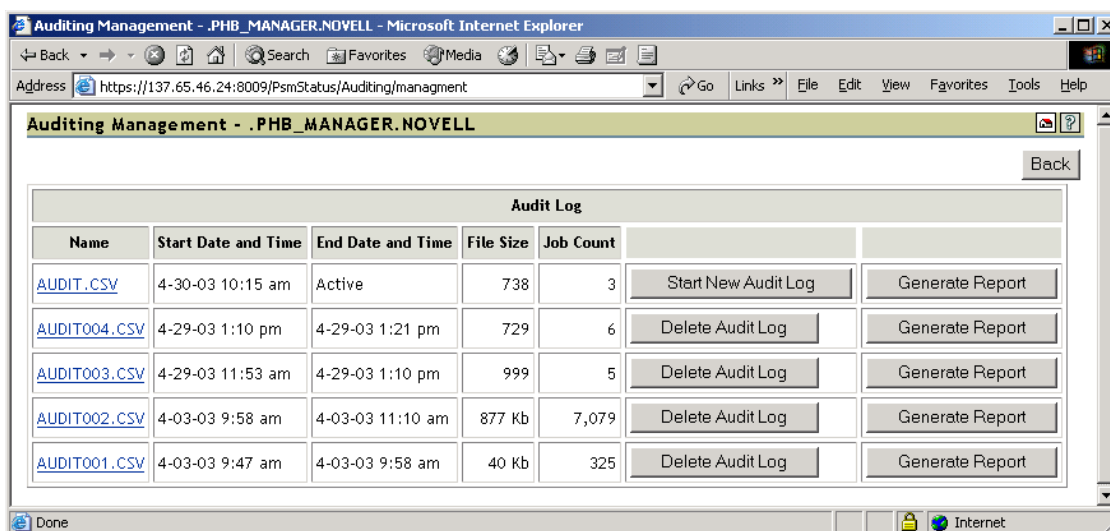 Auditing Management - .PHB_MANAGER.NOVELL - Microsoft Internet Explorer
Back Search Favorites Media
Address https://137.65.46.24:8009/PsmStatus/Auditing/managment Go Links » File Edit View Favorites Tools Help
Auditing Management - .PHB_MANAGER.NOVELL
Back
Audit Log
Name Start Date and Time End Date and Time File Size Job Count
AUDIT.CSV 4-30-03 10:15 am Active 738 3 Start New Audit Log Generate Report
AUDIT004.CSV 4-29-03 1:10 pm 4-29-03 1:21 pm 729 6 Delete Audit Log Generate Report
AUDIT003.CSV 4-29-03 11:53 am 4-29-03 1:10 pm 999 5 Delete Audit Log Generate Report
AUDIT002.CSV 4-03-03 9:58 am 4-03-03 11:10 am 877 Kb 7,079 Delete Audit Log Generate Report
AUDIT001.CSV 4-03-03 9:47 am 4-03-03 9:58 am 40 Kb 325 Delete Audit Log Generate Report
Done Internet